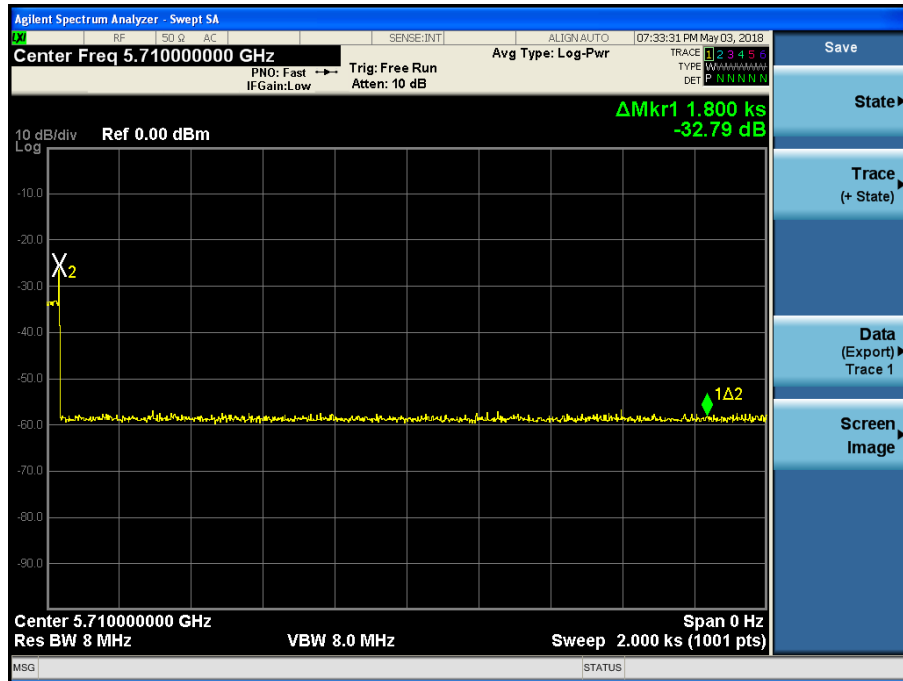 Agilent Spectrum Analyzer - Swept SA
LXI RF 50 Ω AC SENSE:INT ALIGN AUTO 07:33:31 PM May 03, 2018
Center Freq 5.710000000 GHz
PNO: Fast
IFGain:Low
Trig: Free Run
Atten: 10 dB
Avg Type: Log-Pwr
TRACE 1 2 3 4 5 6
TYPE WWWWWW
DET P N N N N N
ΔMkr1 1.800 ks
-32.79 dB
10 dB/div Ref 0.00 dBm
Log
-10.0
-20.0
-30.0
-40.0
-50.0
-60.0
-70.0
-80.0
-90.0
X2
1Δ2
Center 5.710000000 GHz Span 0 Hz
Res BW 8 MHz VBW 8.0 MHz Sweep 2.000 ks (1001 pts)
MSG STATUS
Save
State
Trace
(+ State)
Data
(Export)
Trace 1
Screen
Image